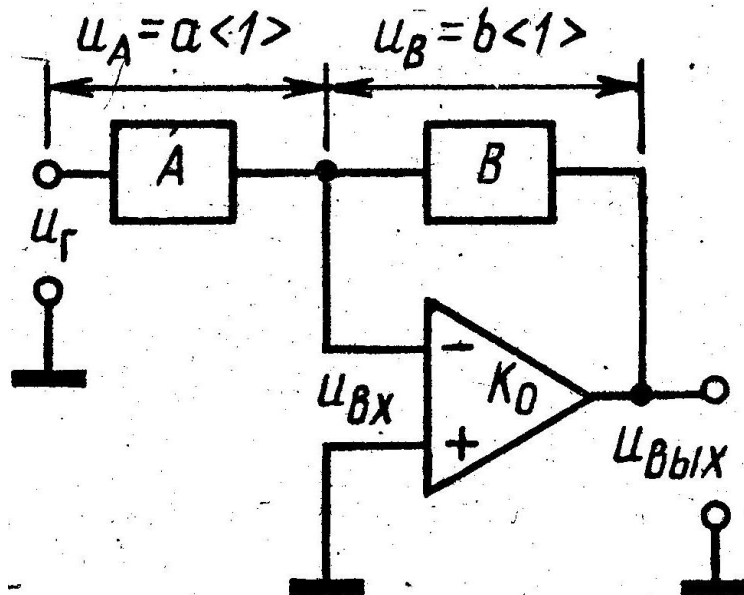 u_A = a<1> u_B = b<1>
A B
u_Г
−
K_0
u_вх
+
u_вых